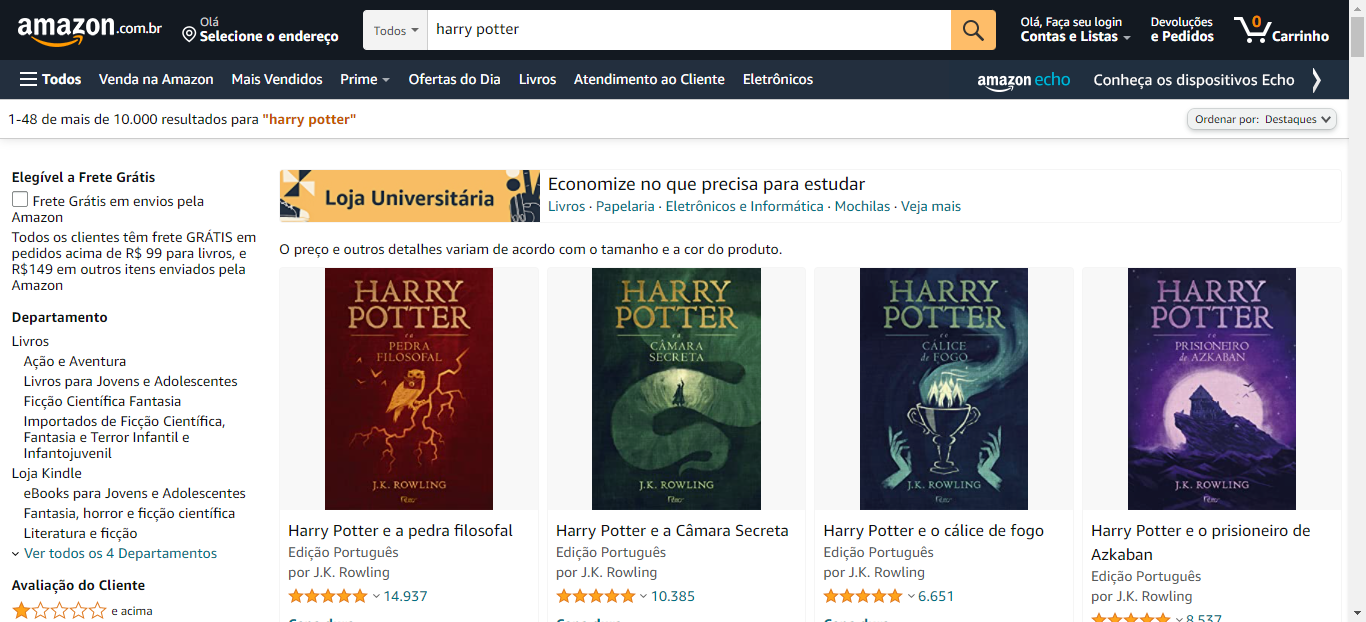 amazon.com.br
Olá
Selecione o endereço
Todos
harry potter
Olá, Faça seu login
Contas e Listas
Devoluções
e Pedidos
0
Carrinho
Todos
Venda na Amazon
Mais Vendidos
Prime
Ofertas do Dia
Livros
Atendimento ao Cliente
Eletrônicos
amazon echo
Conheça os dispositivos Echo
1-48 de mais de 10.000 resultados para "harry potter"
Ordenar por: Destaques
Elegível a Frete Grátis
Frete Grátis em envios pela
Amazon
Todos os clientes têm frete GRÁTIS em
pedidos acima de R$ 99 para livros, e
R$149 em outros itens enviados pela
Amazon
Departamento
Livros
Ação e Aventura
Livros para Jovens e Adolescentes
Ficção Científica Fantasia
Importados de Ficção Científica,
Fantasia e Terror Infantil e
Infantojuvenil
Loja Kindle
eBooks para Jovens e Adolescentes
Fantasia, horror e ficção científica
Literatura e ficção
Ver todos os 4 Departamentos
Avaliação do Cliente
e acima
Loja Universitária
Economize no que precisa para estudar
Livros · Papelaria · Eletrônicos e Informática · Mochilas · Veja mais
O preço e outros detalhes variam de acordo com o tamanho e a cor do produto.
HARRY
POTTER
e a
PEDRA
FILOSOFAL
J.K. ROWLING
Harry Potter e a pedra filosofal
Edição Português
por J.K. Rowling
14.937
HARRY
POTTER
e a
CÂMARA
SECRETA
J.K. ROWLING
Harry Potter e a Câmara Secreta
Edição Português
por J.K. Rowling
10.385
HARRY
POTTER
e o
CÁLICE
de FOGO
J.K. ROWLING
Harry Potter e o cálice de fogo
Edição Português
por J.K. Rowling
6.651
HARRY
POTTER
e o
PRISIONEIRO
de AZKABAN
J.K. ROWLING
Harry Potter e o prisioneiro de
Azkaban
Edição Português
por J.K. Rowling
8.537